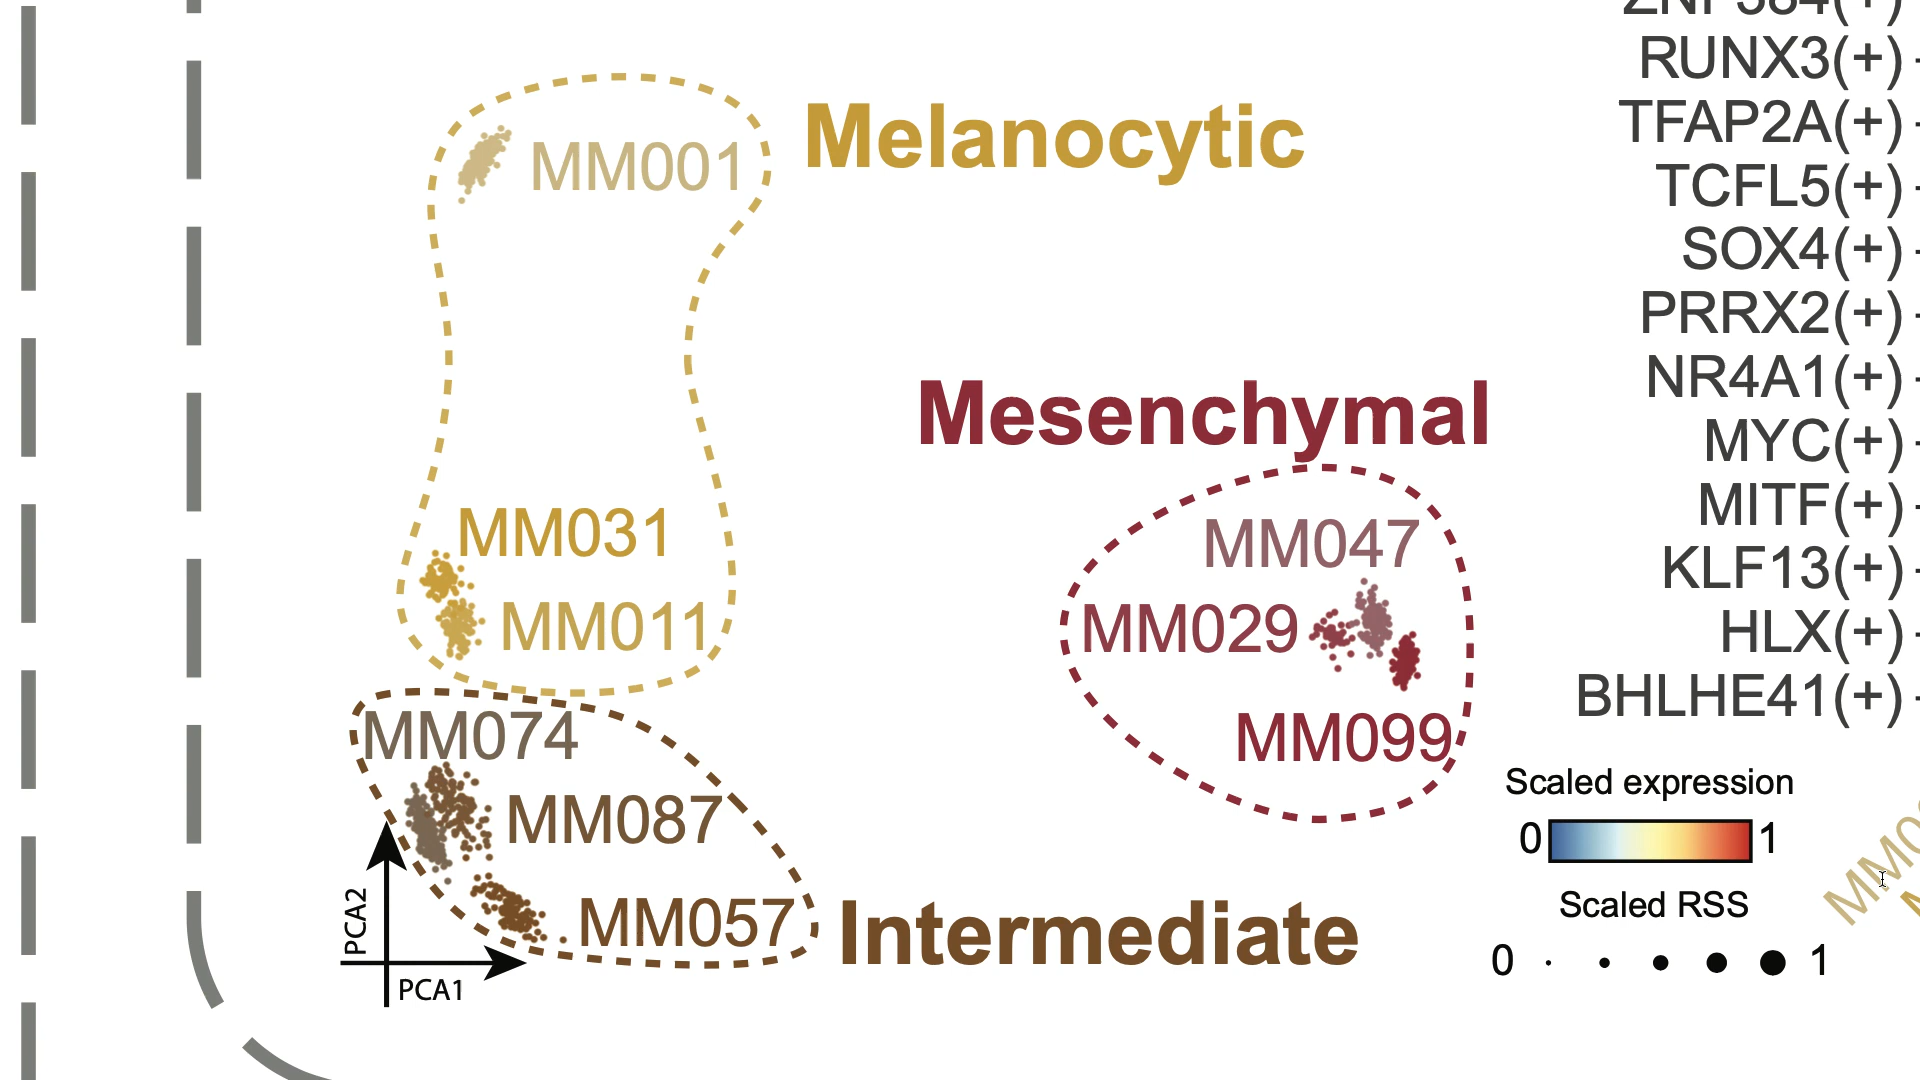 MM001
Melanocytic
MM031
MM011
Mesenchymal
MM047
MM029
MM099
MM074
MM087
MM057
Intermediate
PCA2
PCA1
RUNX3(+)
TFAP2A(+)
TCFL5(+)
SOX4(+)
PRRX2(+)
NR4A1(+)
MYC(+)
MITF(+)
KLF13(+)
HLX(+)
BHLHE41(+)
Scaled expression
0 1
Scaled RSS
0 1